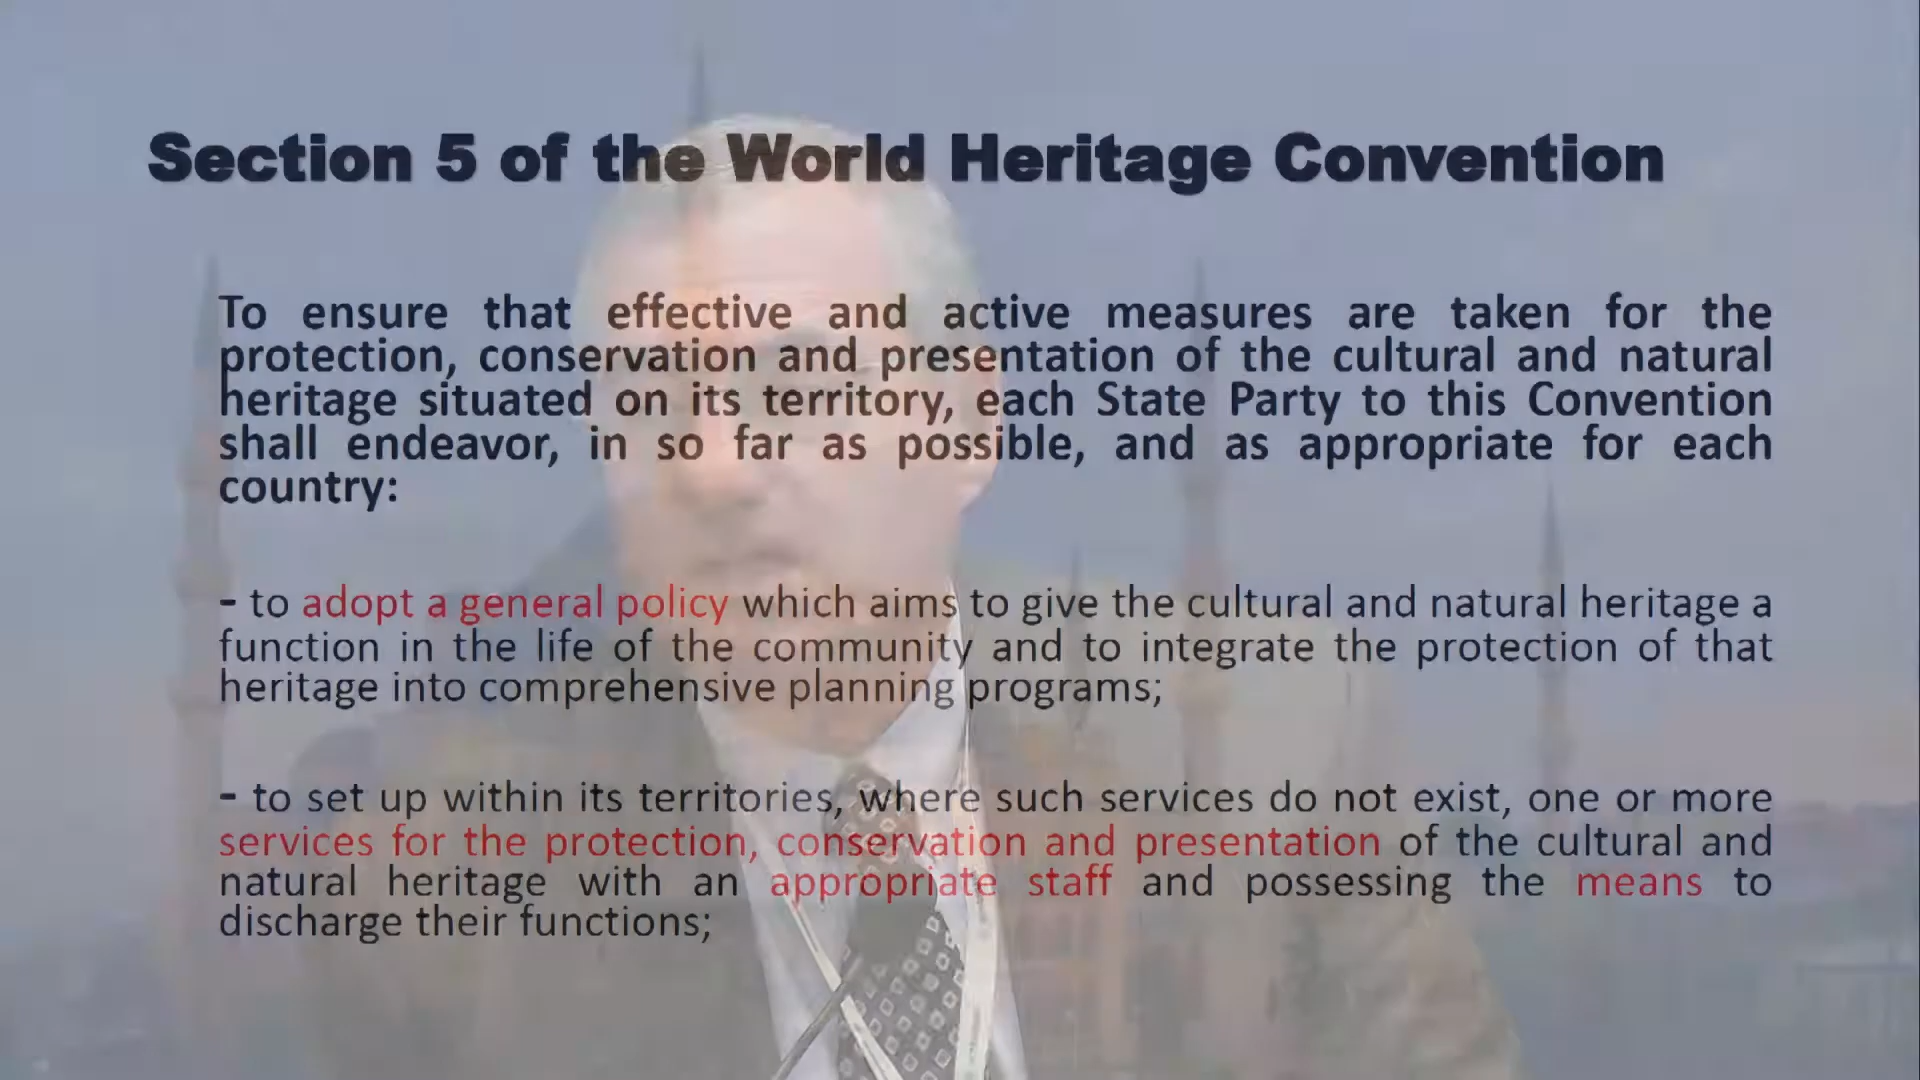 Section 5 of the World Heritage Convention
To ensure that effective and active measures are taken for the
protection, conservation and presentation of the cultural and natural
heritage situated on its territory, each State Party to this Convention
shall endeavor, in so far as possible, and as appropriate for each
country:
- to adopt a general policy which aims to give the cultural and natural heritage a
function in the life of the community and to integrate the protection of that
heritage into comprehensive planning programs;
- to set up within its territories, where such services do not exist, one or more
services for the protection, conservation and presentation of the cultural and
natural heritage with an appropriate staff and possessing the means to
discharge their functions;